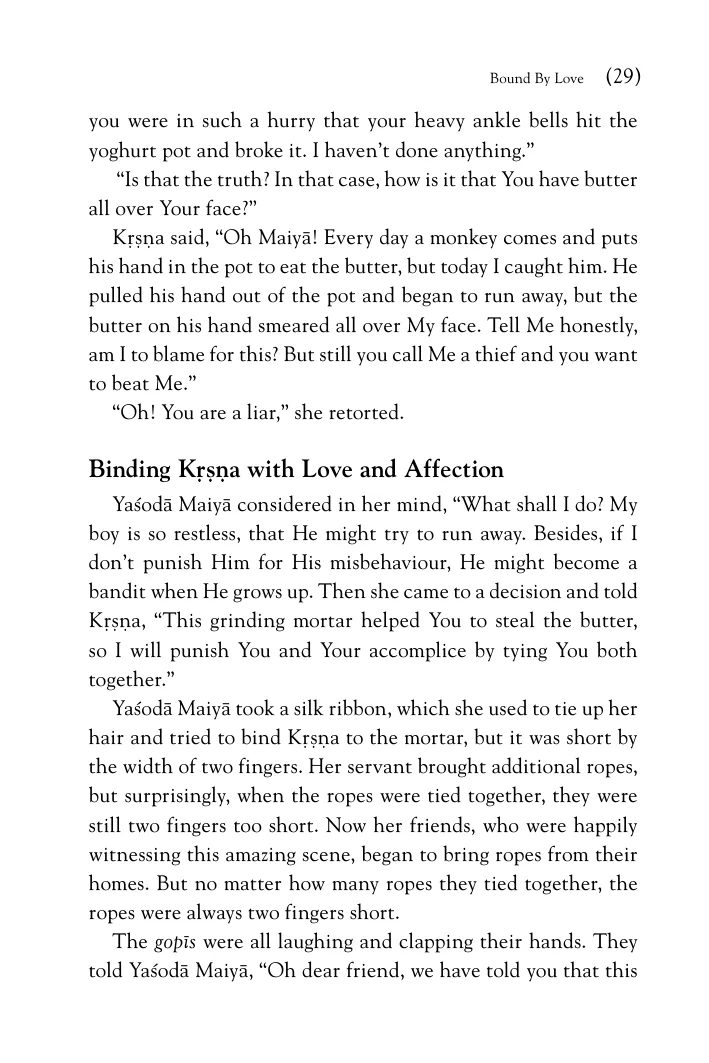 Bound By Love (29)
you were in such a hurry that your heavy ankle bells hit the
yoghurt pot and broke it. I haven’t done anything.”
“Is that the truth? In that case, how is it that You have butter
all over Your face?”
Kṛṣṇa said, “Oh Maiyā! Every day a monkey comes and puts
his hand in the pot to eat the butter, but today I caught him. He
pulled his hand out of the pot and began to run away, but the
butter on his hand smeared all over My face. Tell Me honestly,
am I to blame for this? But still you call Me a thief and you want
to beat Me.”
“Oh! You are a liar,” she retorted.
Binding Kṛṣṇa with Love and Affection
Yaśodā Maiyā considered in her mind, “What shall I do? My
boy is so restless, that He might try to run away. Besides, if I
don’t punish Him for His misbehaviour, He might become a
bandit when He grows up. Then she came to a decision and told
Kṛṣṇa, “This grinding mortar helped You to steal the butter,
so I will punish You and Your accomplice by tying You both
together.”
Yaśodā Maiyā took a silk ribbon, which she used to tie up her
hair and tried to bind Kṛṣṇa to the mortar, but it was short by
the width of two fingers. Her servant brought additional ropes,
but surprisingly, when the ropes were tied together, they were
still two fingers too short. Now her friends, who were happily
witnessing this amazing scene, began to bring ropes from their
homes. But no matter how many ropes they tied together, the
ropes were always two fingers short.
The gopīs were all laughing and clapping their hands. They
told Yaśodā Maiyā, “Oh dear friend, we have told you that this